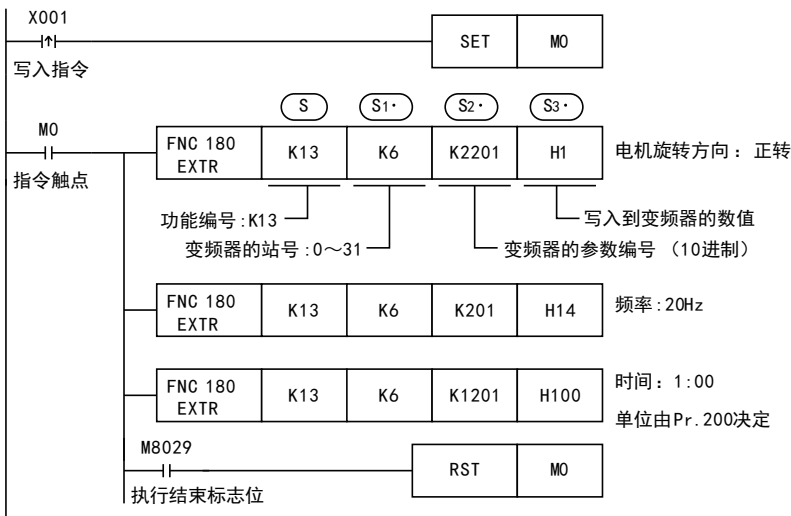 X001
SET M0
写入指令
S S1· S2· S3·
M0
FNC 180
EXTR
K13 K6 K2201 H1
电机旋转方向：正转
指令触点
功能编号:K13
写入到变频器的数值
变频器的站号:0～31
变频器的参数编号 （10进制）
FNC 180
EXTR
K13 K6 K201 H14
频率:20Hz
FNC 180
EXTR
K13 K6 K1201 H100
时间：1:00
单位由Pr.200决定
M8029
RST M0
执行结束标志位